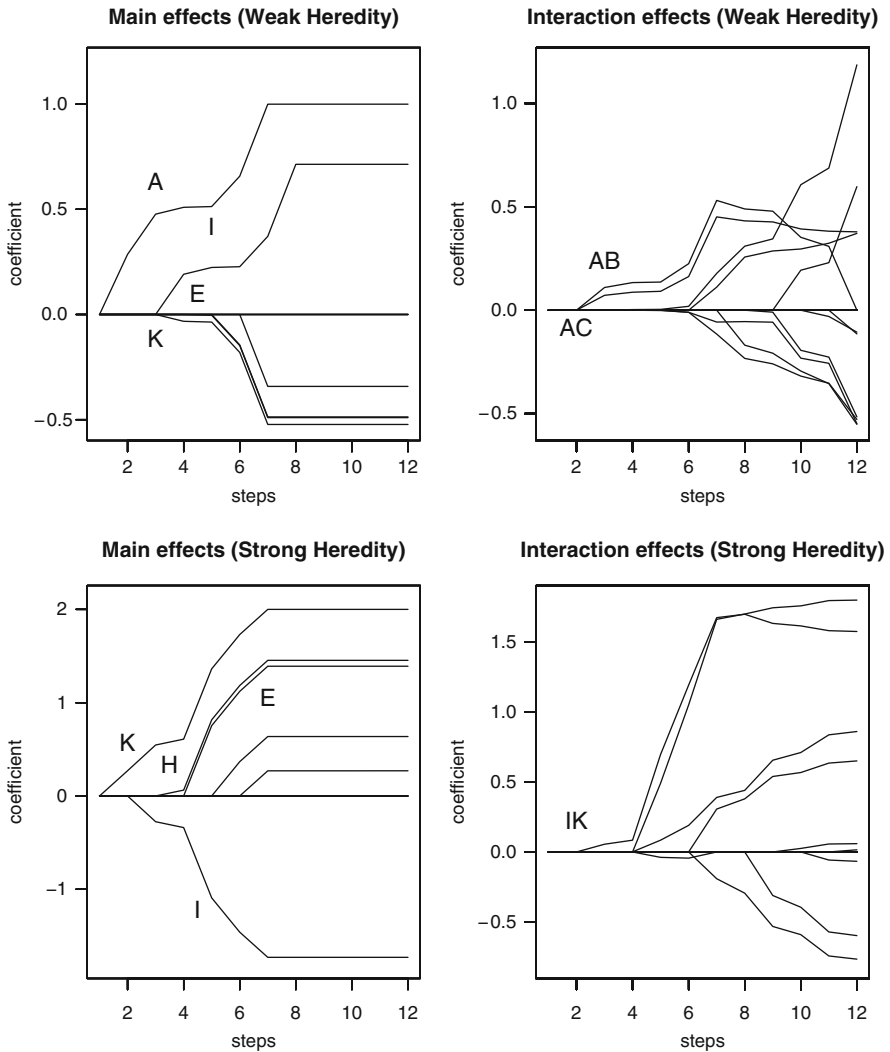 Main effects (Weak Heredity)
coefficient
1.0
0.5
0.0
−0.5
A
I
E
K
2 4 6 8 10 12
steps
Interaction effects (Weak Heredity)
coefficient
1.0
0.5
0.0
−0.5
AB
AC
2 4 6 8 10 12
steps
Main effects (Strong Heredity)
coefficient
2
1
0
−1
K
H
E
I
2 4 6 8 10 12
steps
Interaction effects (Strong Heredity)
coefficient
1.5
1.0
0.5
0.0
−0.5
IK
2 4 6 8 10 12
steps